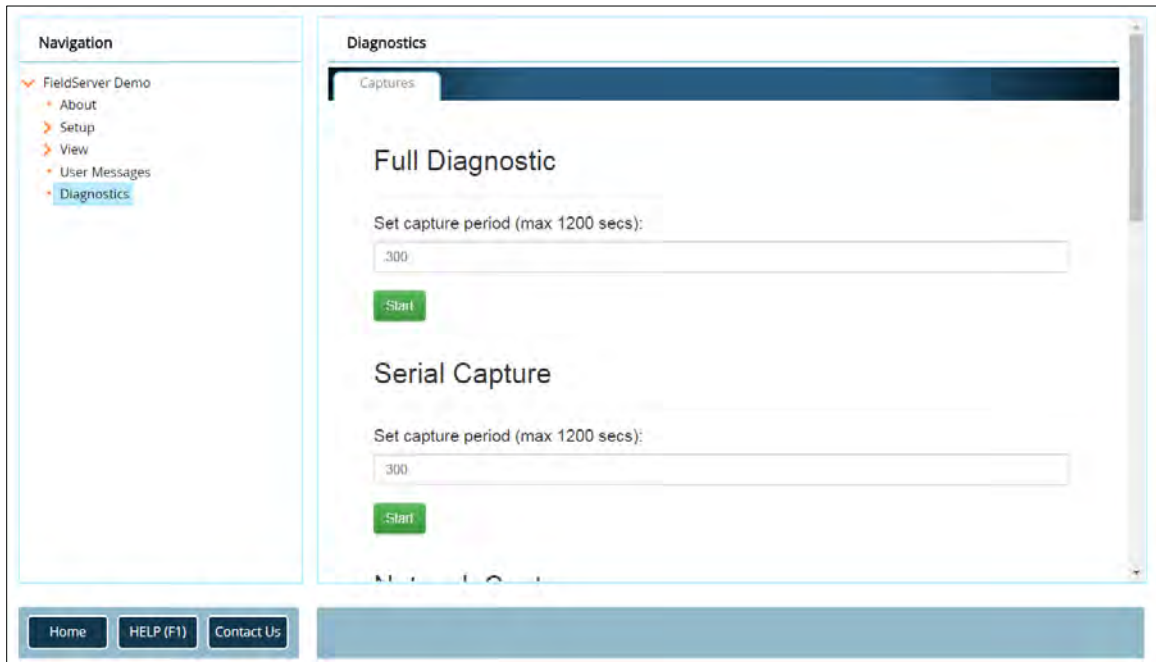 Navigation
FieldServer Demo
About
Setup
View
User Messages
Diagnostics
Diagnostics
Captures
Full Diagnostic
Set capture period (max 1200 secs):
300
Start
Serial Capture
Set capture period (max 1200 secs):
300
Start
Home
HELP (F1)
Contact Us